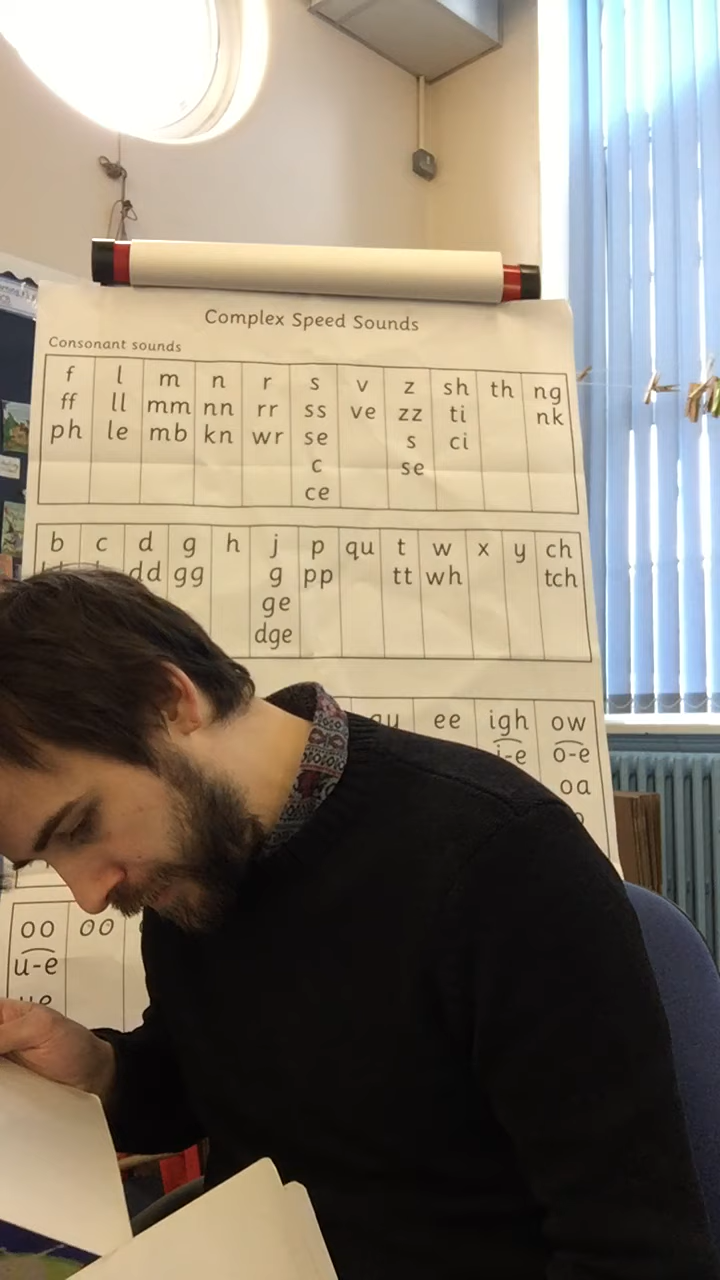 Complex Speed Sounds
Consonant sounds
f l m n r s v z sh th ng
ff ll mm nn rr ss ve zz ti nk
ph le mb kn wr se s ci
c se
ce
b c d g h j p qu t w x y ch
dd gg g pp tt wh tch
ge
dge
ee igh ow
i-e o-e
oa
oo oo
u-e
ue